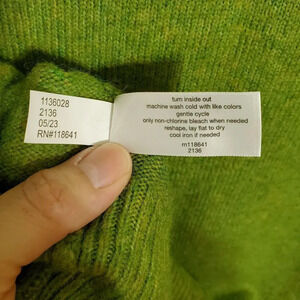 1136028
2136
05/23
RN#118641
turn inside out
machine wash cold with like colors
gentle cycle
only non-chlorine bleach when needed
reshape, lay flat to dry
cool iron if needed
m118641
2136